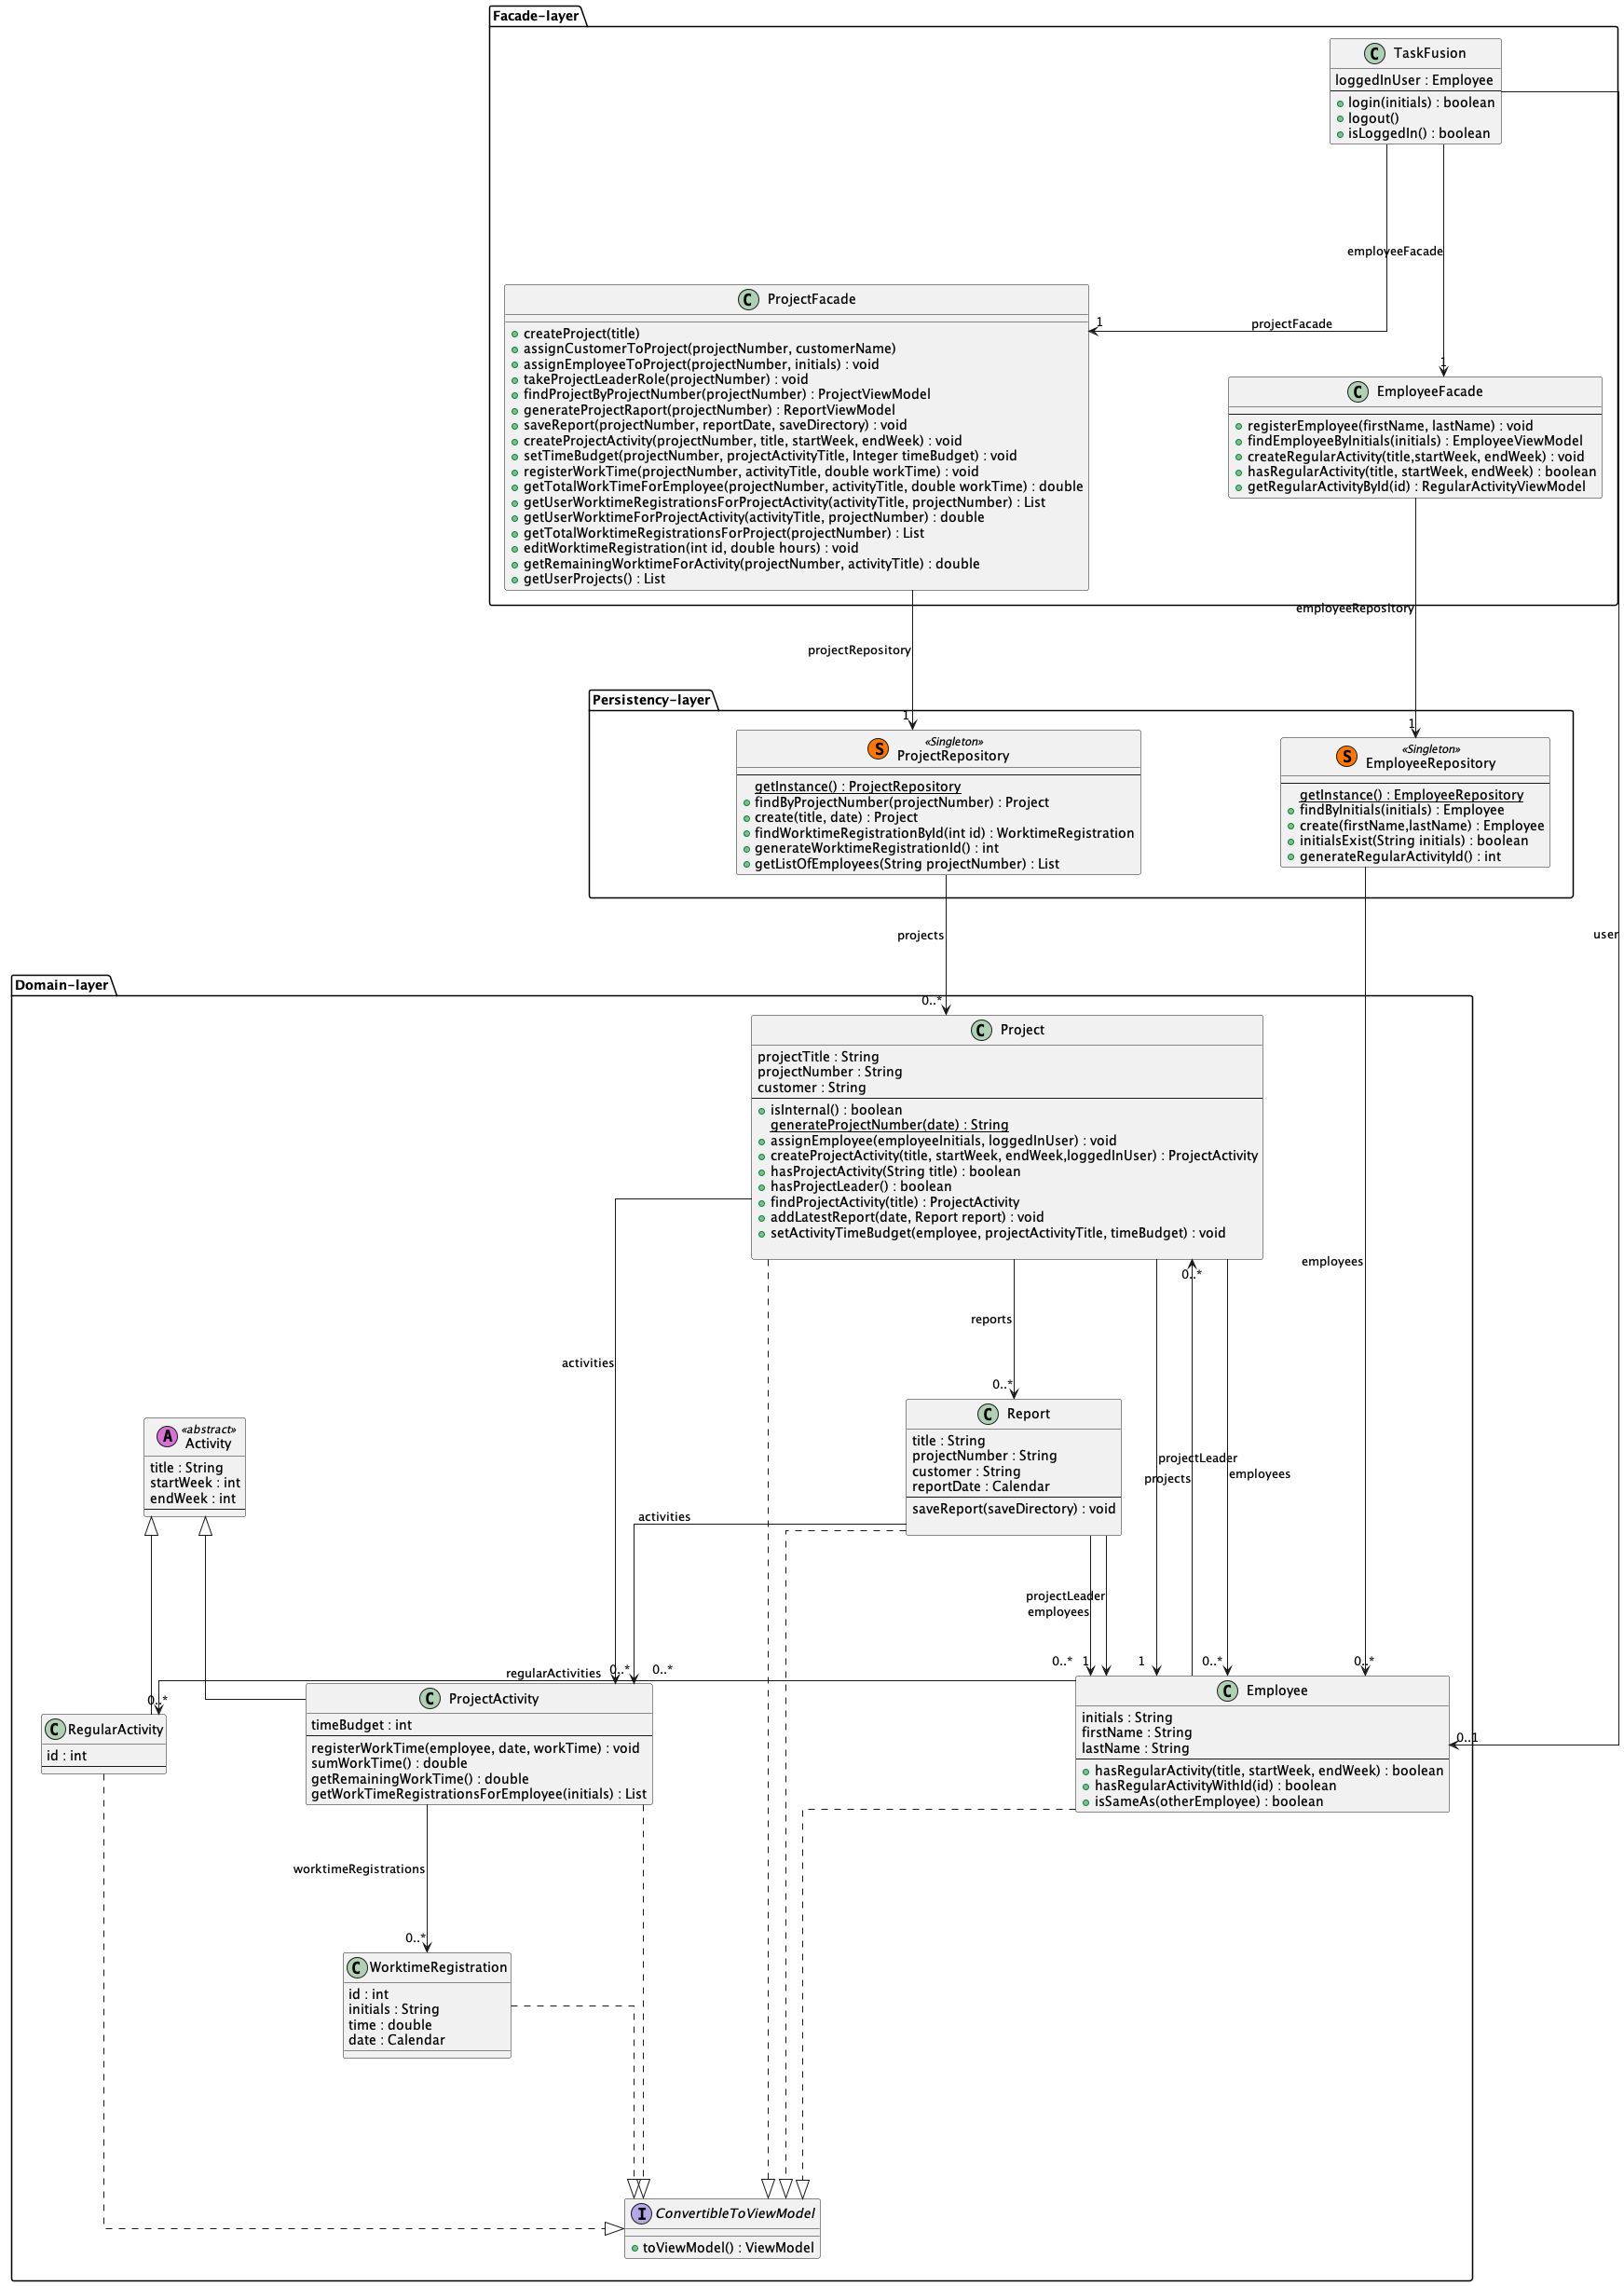 Facade-layer
C TaskFusion
loggedInUser : Employee
login(initials) : boolean
logout()
isLoggedIn() : boolean
employeeFacade
projectFacade
1
1
C ProjectFacade
createProject(title)
assignCustomerToProject(projectNumber, customerName)
assignEmployeeToProject(projectNumber, initials) : void
takeProjectLeaderRole(projectNumber) : void
findProjectByProjectNumber(projectNumber) : ProjectViewModel
generateProjectRaport(projectNumber) : ReportViewModel
saveReport(projectNumber, reportDate, saveDirectory) : void
createProjectActivity(projectNumber, title, startWeek, endWeek) : void
setTimeBudget(projectNumber, projectActivityTitle, Integer timeBudget) : void
registerWorkTime(projectNumber, activityTitle, double workTime) : void
getTotalWorkTimeForEmployee(projectNumber, activityTitle, double workTime) : double
getUserWorktimeRegistrationsForProjectActivity(activityTitle, projectNumber) : List
getUserWorktimeForProjectActivity(activityTitle, projectNumber) : double
getTotalWorktimeRegistrationsForProject(projectNumber) : List
editWorktimeRegistration(int id, double hours) : void
getRemainingWorktimeForActivity(projectNumber, activityTitle) : double
getUserProjects() : List
C EmployeeFacade
registerEmployee(firstName, lastName) : void
findEmployeeByInitials(initials) : EmployeeViewModel
createRegularActivity(title,startWeek, endWeek) : void
hasRegularActivity(title, startWeek, endWeek) : boolean
getRegularActivityById(id) : RegularActivityViewModel
employeeRepository
projectRepository
Persistency-layer
1
1
S «Singleton»
ProjectRepository
getInstance() : ProjectRepository
findByProjectNumber(projectNumber) : Project
create(title, date) : Project
findWorktimeRegistrationById(int id) : WorktimeRegistration
generateWorktimeRegistrationId() : int
getListOfEmployees(String projectNumber) : List
S «Singleton»
EmployeeRepository
getInstance() : EmployeeRepository
findByInitials(initials) : Employee
create(firstName,lastName) : Employee
initialsExist(String initials) : boolean
generateRegularActivityId() : int
projects
user
Domain-layer
0..*
C Project
projectTitle : String
projectNumber : String
customer : String
isInternal() : boolean
generateProjectNumber(date) : String
assignEmployee(employeeInitials, loggedInUser) : void
createProjectActivity(title, startWeek, endWeek,loggedInUser) : ProjectActivity
hasProjectActivity(String title) : boolean
hasProjectLeader() : boolean
findProjectActivity(title) : ProjectActivity
addLatestReport(date, Report report) : void
setActivityTimeBudget(employee, projectActivityTitle, timeBudget) : void
employees
0..*
reports
activities
0..*
C Report
title : String
projectNumber : String
customer : String
reportDate : Calendar
saveReport(saveDirectory) : void
A «abstract»
Activity
title : String
startWeek : int
endWeek : int
projectLeader
projects
employees
activities
projectLeader
employees
0..*
0..*
0..*
1
1
0..*
0..*
regularActivities
0..*
C RegularActivity
id : int
C ProjectActivity
timeBudget : int
registerWorkTime(employee, date, workTime) : void
sumWorkTime() : double
getRemainingWorkTime() : double
getWorkTimeRegistrationsForEmployee(initials) : List
C Employee
initials : String
firstName : String
lastName : String
hasRegularActivity(title, startWeek, endWeek) : boolean
hasRegularActivityWithId(id) : boolean
isSameAs(otherEmployee) : boolean
0..1
worktimeRegistrations
0..*
C WorktimeRegistration
id : int
initials : String
time : double
date : Calendar
I ConvertibleToViewModel
toViewModel() : ViewModel